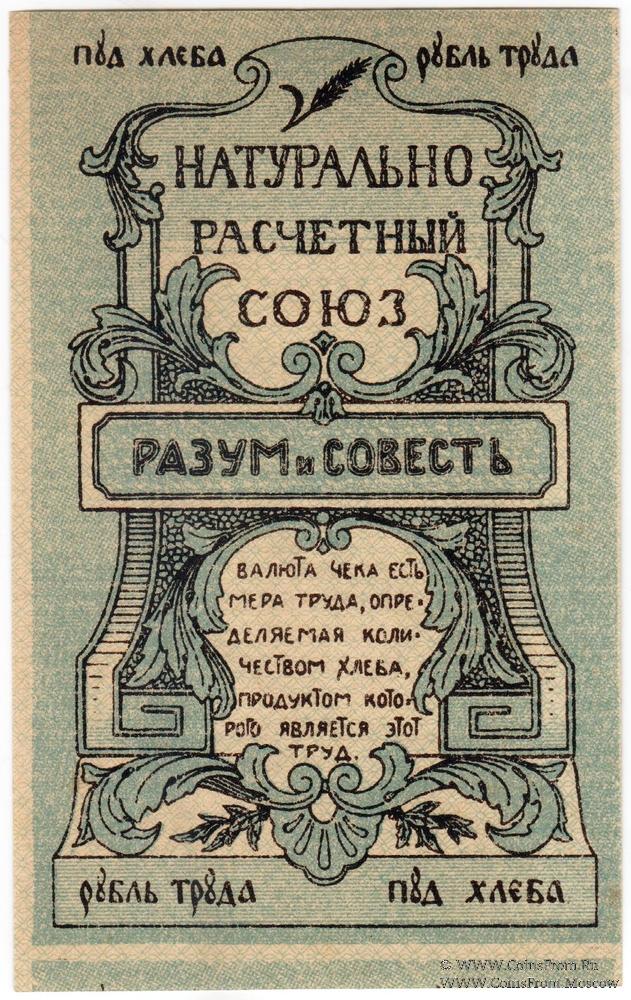 пуд хлеба рубль труда
НАТУРАЛЬНО
РАСЧЕТНЫЙ
СОЮЗ
РАЗУМ и СОВЕСТЬ
ВАЛЮТА ЧЕКА ЕСТЬ
МЕРА ТРУДА, ОПРЕ-
ДЕЛЯЕМАЯ КОЛИ-
ЧЕСТВОМ ХЛЕБА,
ПРОДУКТОМ КОТО-
РОГО ЯВЛЯЕТСЯ ЭТОТ
ТРУД.
рубль труда пуд хлеба
© WWW.CoinsFrom.Ru
WWW.CoinsFrom.Moscow